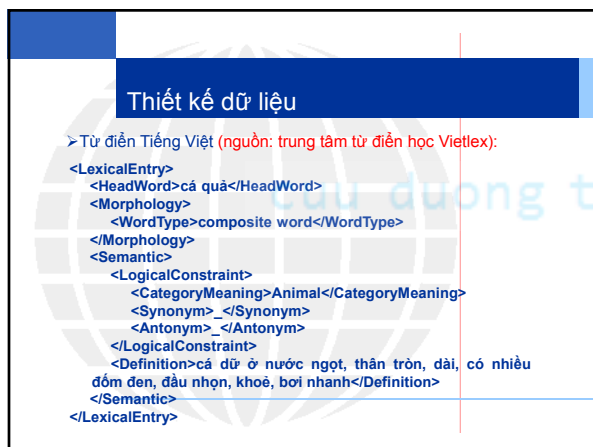 Thiết kế dữ liệu
➢Từ điển Tiếng Việt (nguồn: trung tâm từ điển học Vietlex):
<LexicalEntry>
<HeadWord>cá quả</HeadWord>
<Morphology>
<WordType>composite word</WordType>
</Morphology>
<Semantic>
<LogicalConstraint>
<CategoryMeaning>Animal</CategoryMeaning>
<Synonym>_</Synonym>
<Antonym>_</Antonym>
</LogicalConstraint>
<Definition>cá dữ ở nước ngọt, thân tròn, dài, có nhiều
đốm đen, đầu nhọn, khoẻ, bơi nhanh</Definition>
</Semantic>
</LexicalEntry>
cuu duong t